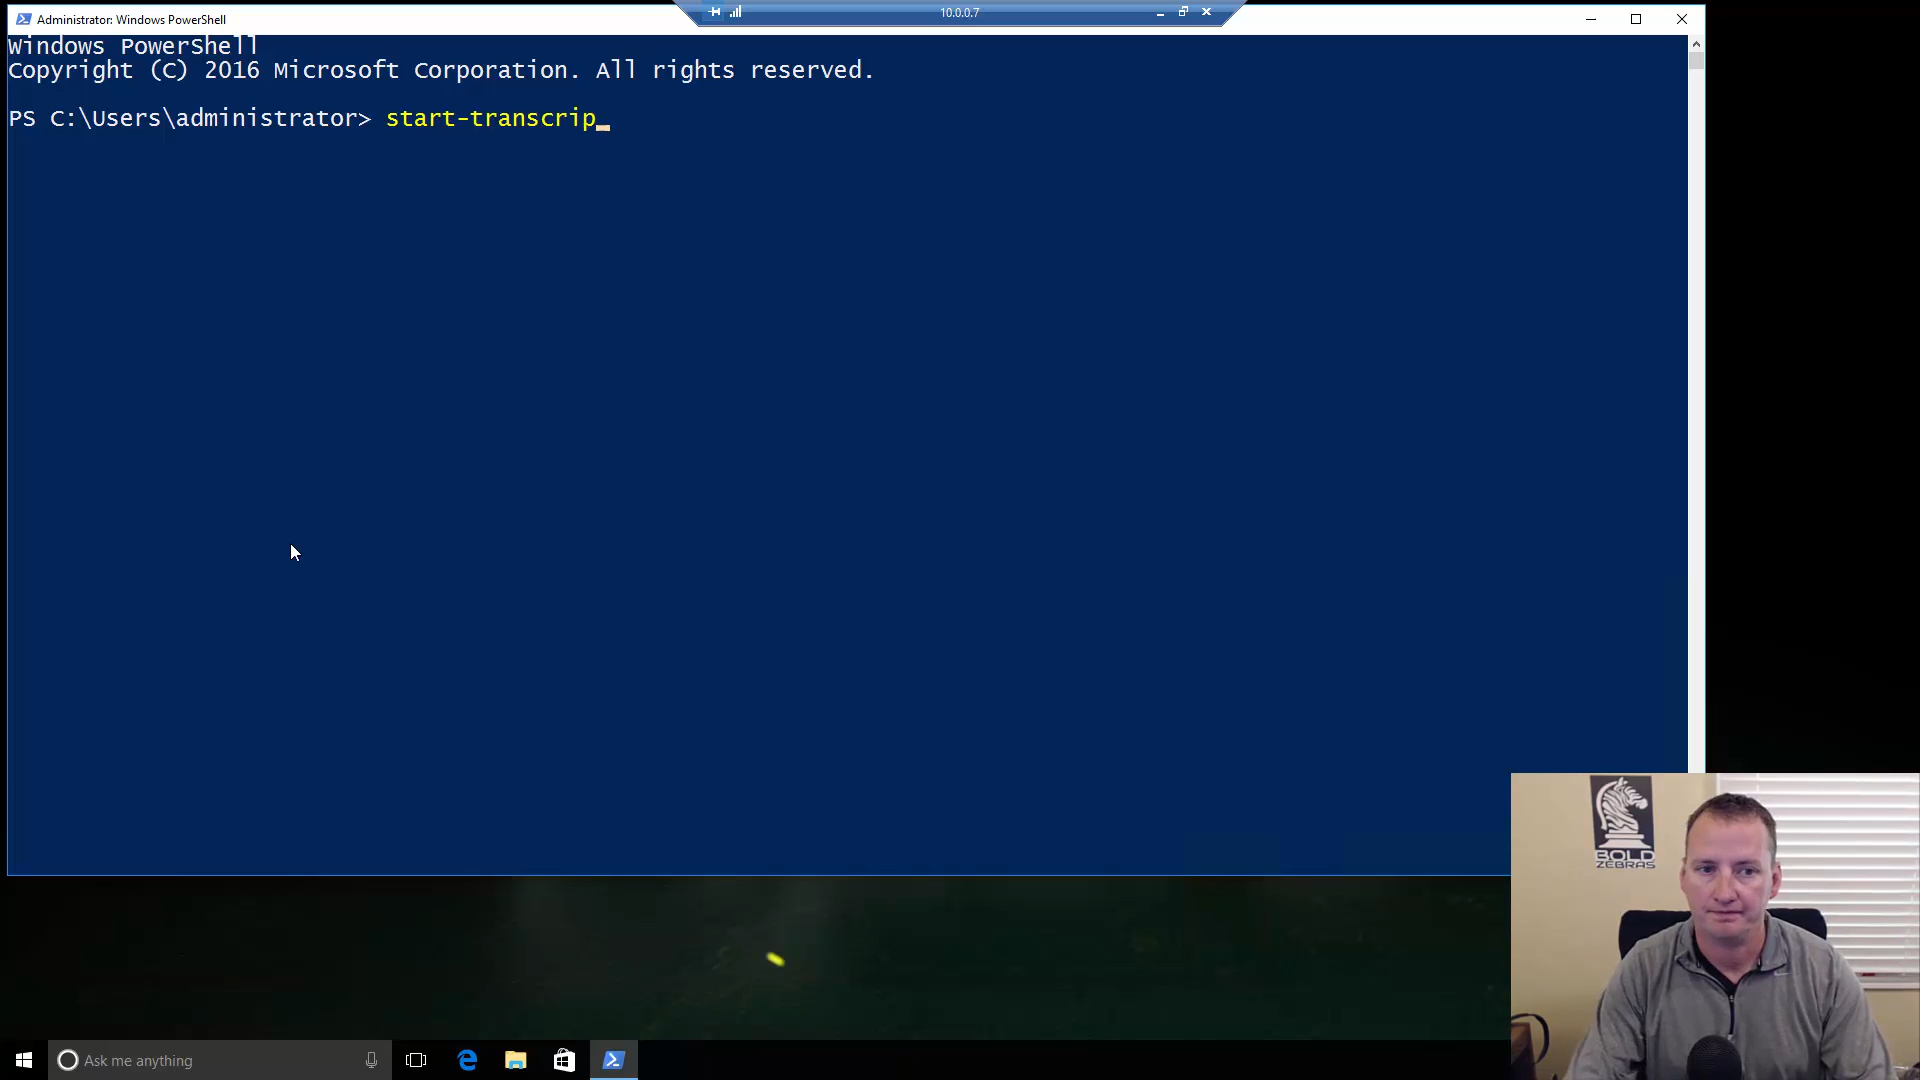 Administrator: Windows PowerShell
10.0.0.7
Windows PowerShell
Copyright (C) 2016 Microsoft Corporation. All rights reserved.
PS C:\Users\administrator> start-transcrip_
BOLD
ZEBRAS
Ask me anything